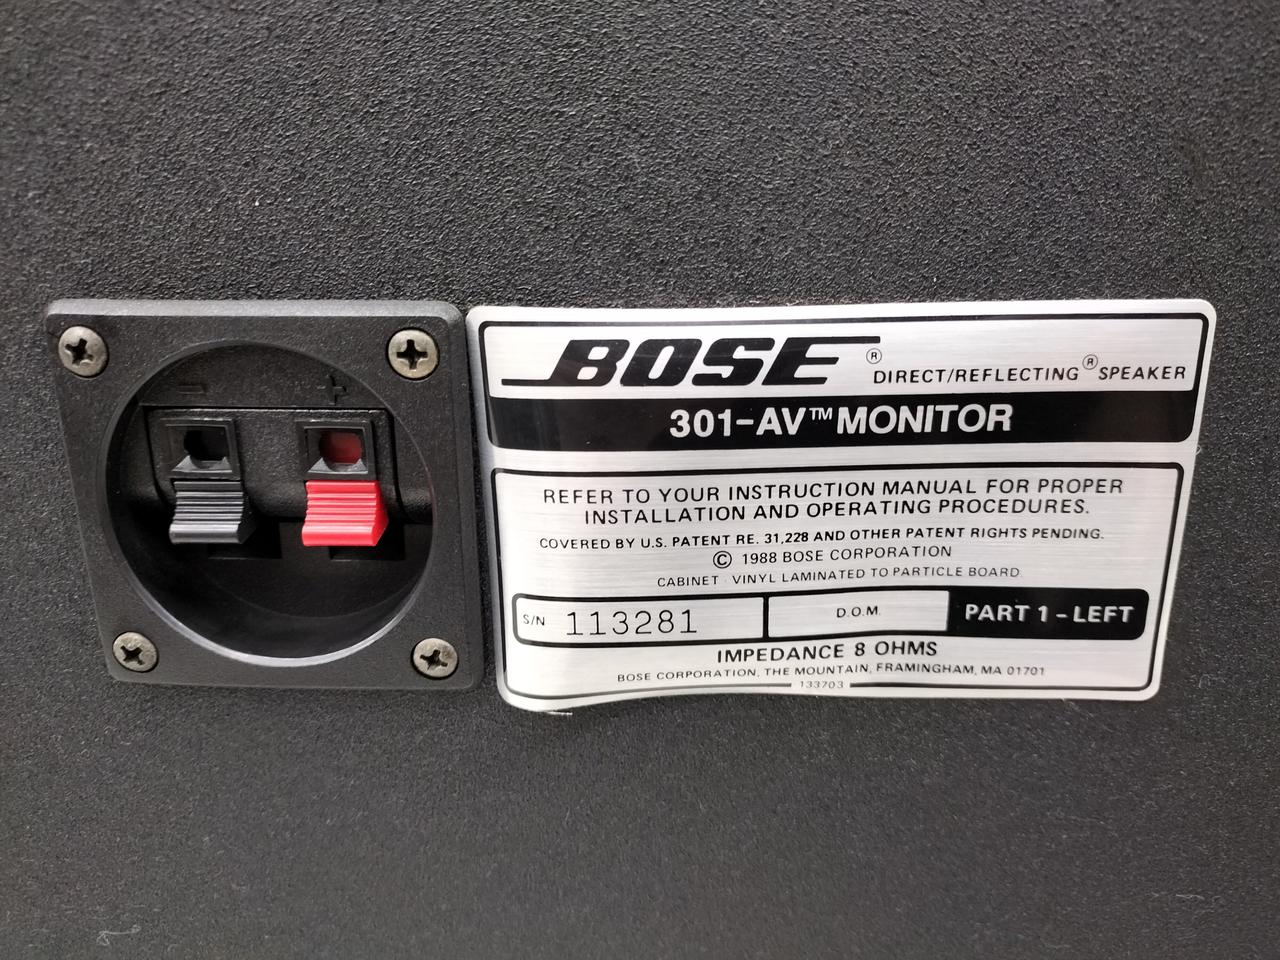 - +
BOSE®
DIRECT/REFLECTING® SPEAKER
301-AV™ MONITOR
REFER TO YOUR INSTRUCTION MANUAL FOR PROPER
INSTALLATION AND OPERATING PROCEDURES.
COVERED BY U.S. PATENT RE. 31,228 AND OTHER PATENT RIGHTS PENDING.
© 1988 BOSE CORPORATION
CABINET - VINYL LAMINATED TO PARTICLE BOARD
S/N 113281 D.O.M. PART 1-LEFT
IMPEDANCE 8 OHMS
BOSE CORPORATION, THE MOUNTAIN, FRAMINGHAM, MA 01701
133703